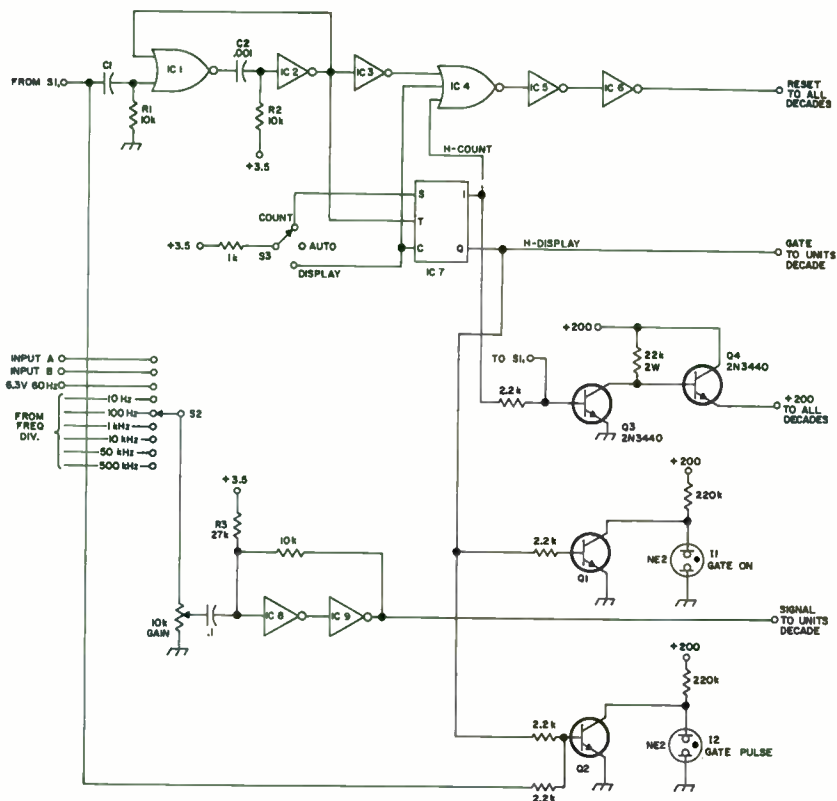 C1
IC 1
C2
.001
IC 2
IC 3
IC 4
IC 5
IC 6
FROM S1
R1
10k
R2
10k
+3.5
RESET
TO ALL
DECADES
H-COUNT
COUNT
+3.5
1k
S3
AUTO
DISPLAY
S
T
C
I
Q
IC 7
H-DISPLAY
GATE
TO UNITS
DECADE
+200
22k
2W
Q4
2N3440
TO S1
2.2k
Q3
2N3440
+200
TO ALL
DECADES
INPUT A
INPUT B
6.3V 60Hz
FROM
FREQ
DIV.
10 Hz
100 Hz
1 kHz
10 kHz
50 kHz
500 kHz
S2
+3.5
R3
27k
10k
10k
GAIN
.1
IC 8
IC 9
+200
220k
2.2k
Q1
NE2
I1
GATE ON
SIGNAL
TO UNITS
DECADE
+200
220k
2.2k
Q2
NE2
I2
GATE PULSE
2.2k